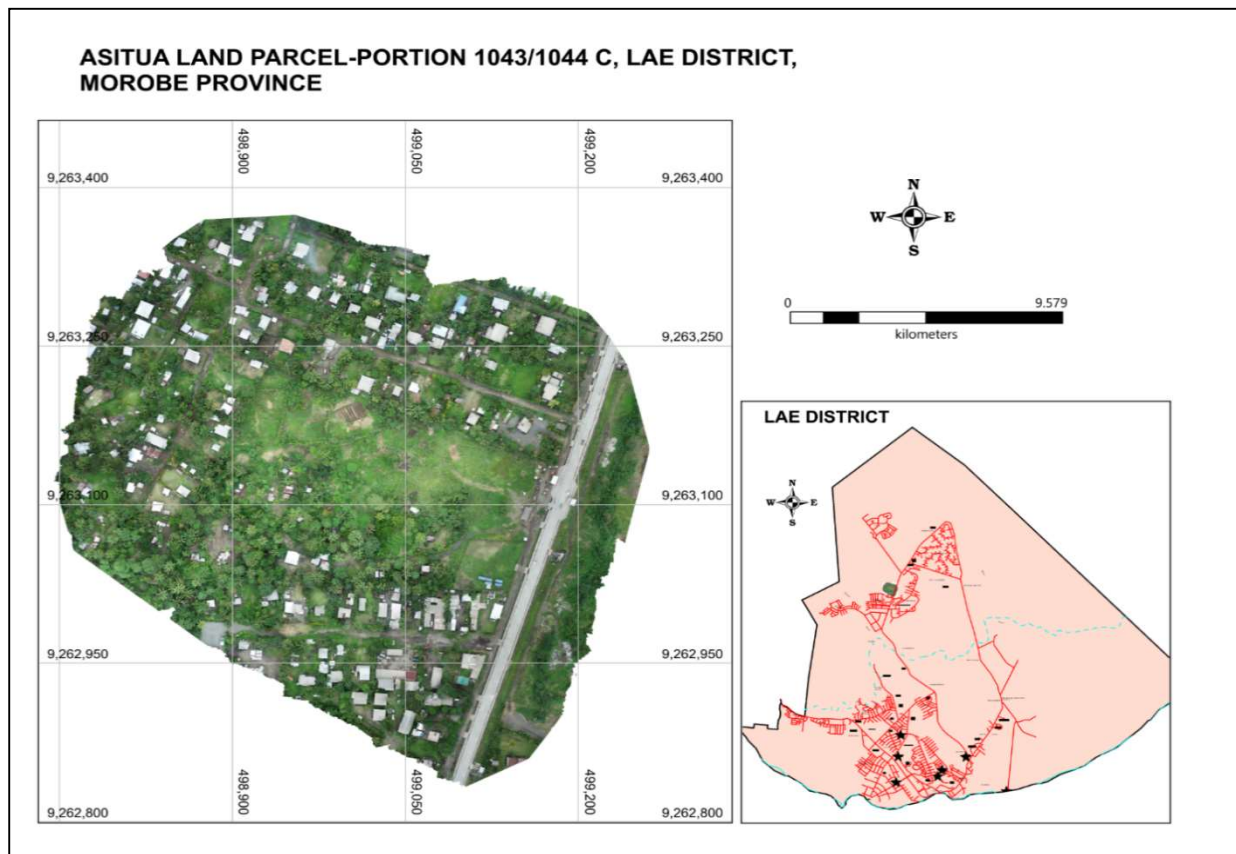 ASITUA LAND PARCEL-PORTION 1043/1044 C, LAE DISTRICT,
MOROBE PROVINCE
498,900
499,050
499,200
9,263,400
9,263,400
9,263,250
9,263,250
9,263,100
9,263,100
9,262,950
9,262,950
9,262,800
9,262,800
498,900
499,050
499,200
N
W E
S
0 9.579
kilometers
LAE DISTRICT
N
W E
S